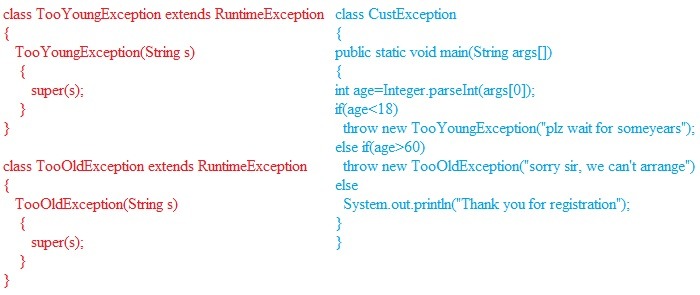 class TooYoungException extends RuntimeException
{
TooYoungException(String s)
{
super(s);
}
}
class TooOldException extends RuntimeException
{
TooOldException(String s)
{
super(s);
}
}
class CustException
{
public static void main(String args[])
{
int age=Integer.parseInt(args[0]);
if(age<18)
throw new TooYoungException("plz wait for someyears");
else if(age>60)
throw new TooOldException("sorry sir, we can't arrange")
else
System.out.println("Thank you for registration");
}
}